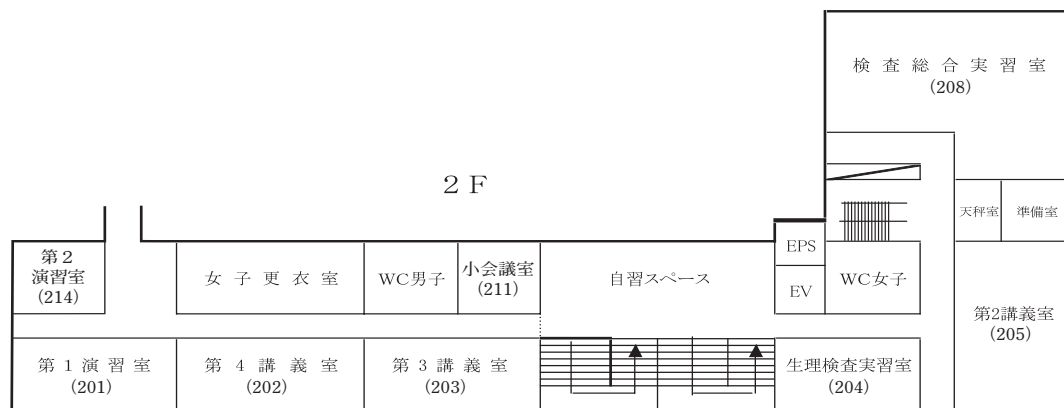 検査総合実習室
(208)
2F
天秤室
準備室
第2
演習室
(214)
女子更衣室
WC男子
小会議室
(211)
自習スペース
EPS
EV
WC女子
第2講義室
(205)
第1演習室
(201)
第4講義室
(202)
第3講義室
(203)
生理検査実習室
(204)